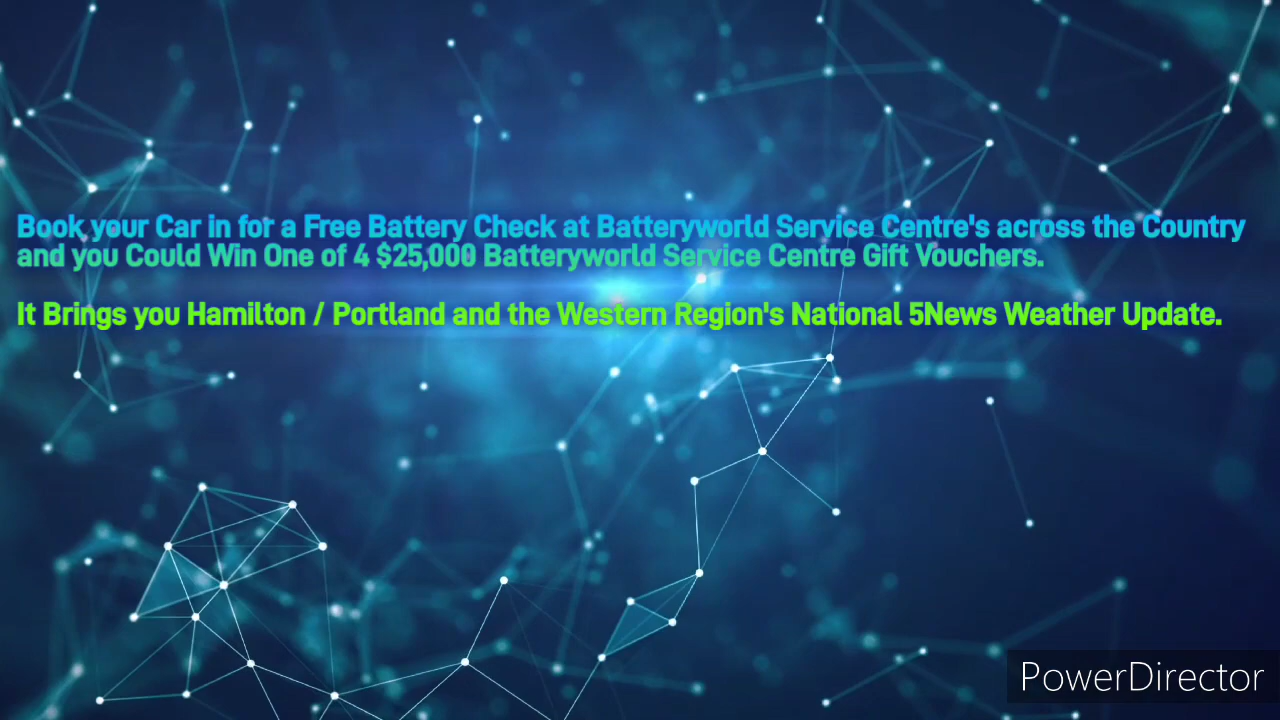 Book your Car in for a Free Battery Check at Batteryworld Service Centre's across the Country
and you Could Win One of 4 $25,000 Batteryworld Service Centre Gift Vouchers.
It Brings you Hamilton / Portland and the Western Region's National 5News Weather Update.
PowerDirector